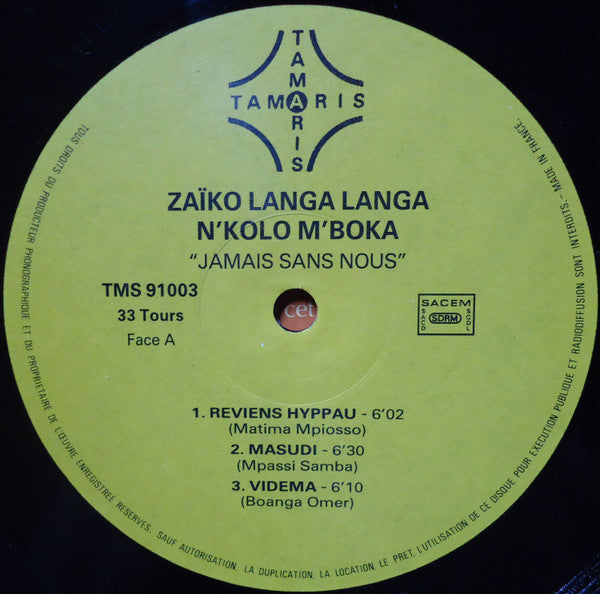 TAMARIS
TAMARIS
ZAÏKO LANGA LANGA
N'KOLO M'BOKA
"JAMAIS SANS NOUS"
TMS 91003
33 Tours
Face A
cet
SACEM
SACD
SDRM
SCDL
1. REVIENS HYPPAU - 6'02
(Matima Mpiosso)
2. MASUDI - 6'30
(Mpassi Samba)
3. VIDEMA - 6'10
(Boanga Omer)
TOUS DROITS DU PRODUCTEUR PHONOGRAPHIQUE ET DU PROPRIETAIRE DE L'ŒUVRE ENREGISTREE RESERVES. SAUF AUTORISATION, LA DUPLICATION, LA LOCATION, LE PRET, L'UTILISATION DE CE DISQUE POUR EXECUTION PUBLIQUE ET RADIODIFFUSION SONT INTERDITS. - MADE IN FRANCE.